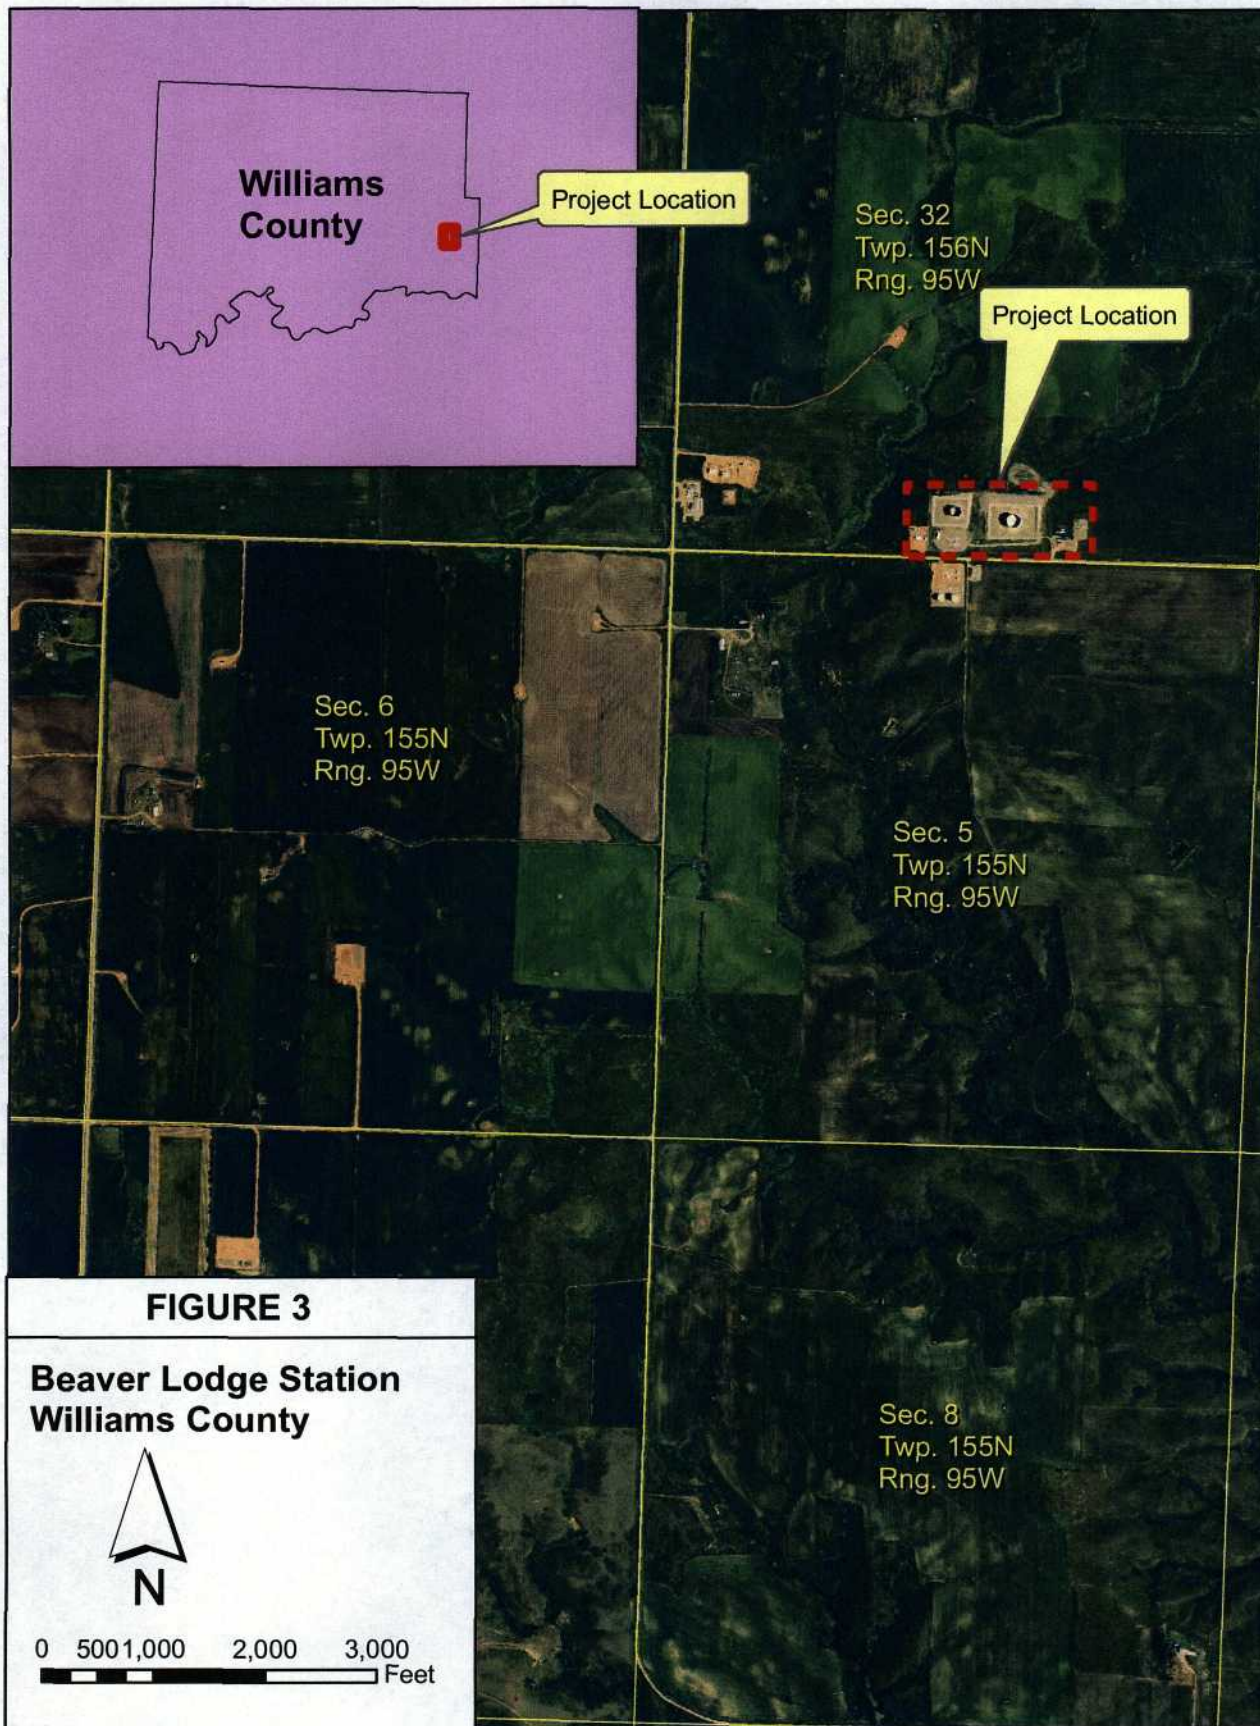 Williams
County
Project Location
Sec. 32
Twp. 156N
Rng. 95W
Project Location
Sec. 6
Twp. 155N
Rng. 95W
Sec. 5
Twp. 155N
Rng. 95W
Sec. 8
Twp. 155N
Rng. 95W
FIGURE 3
Beaver Lodge Station
Williams County
N
0 500 1,000 2,000 3,000
Feet